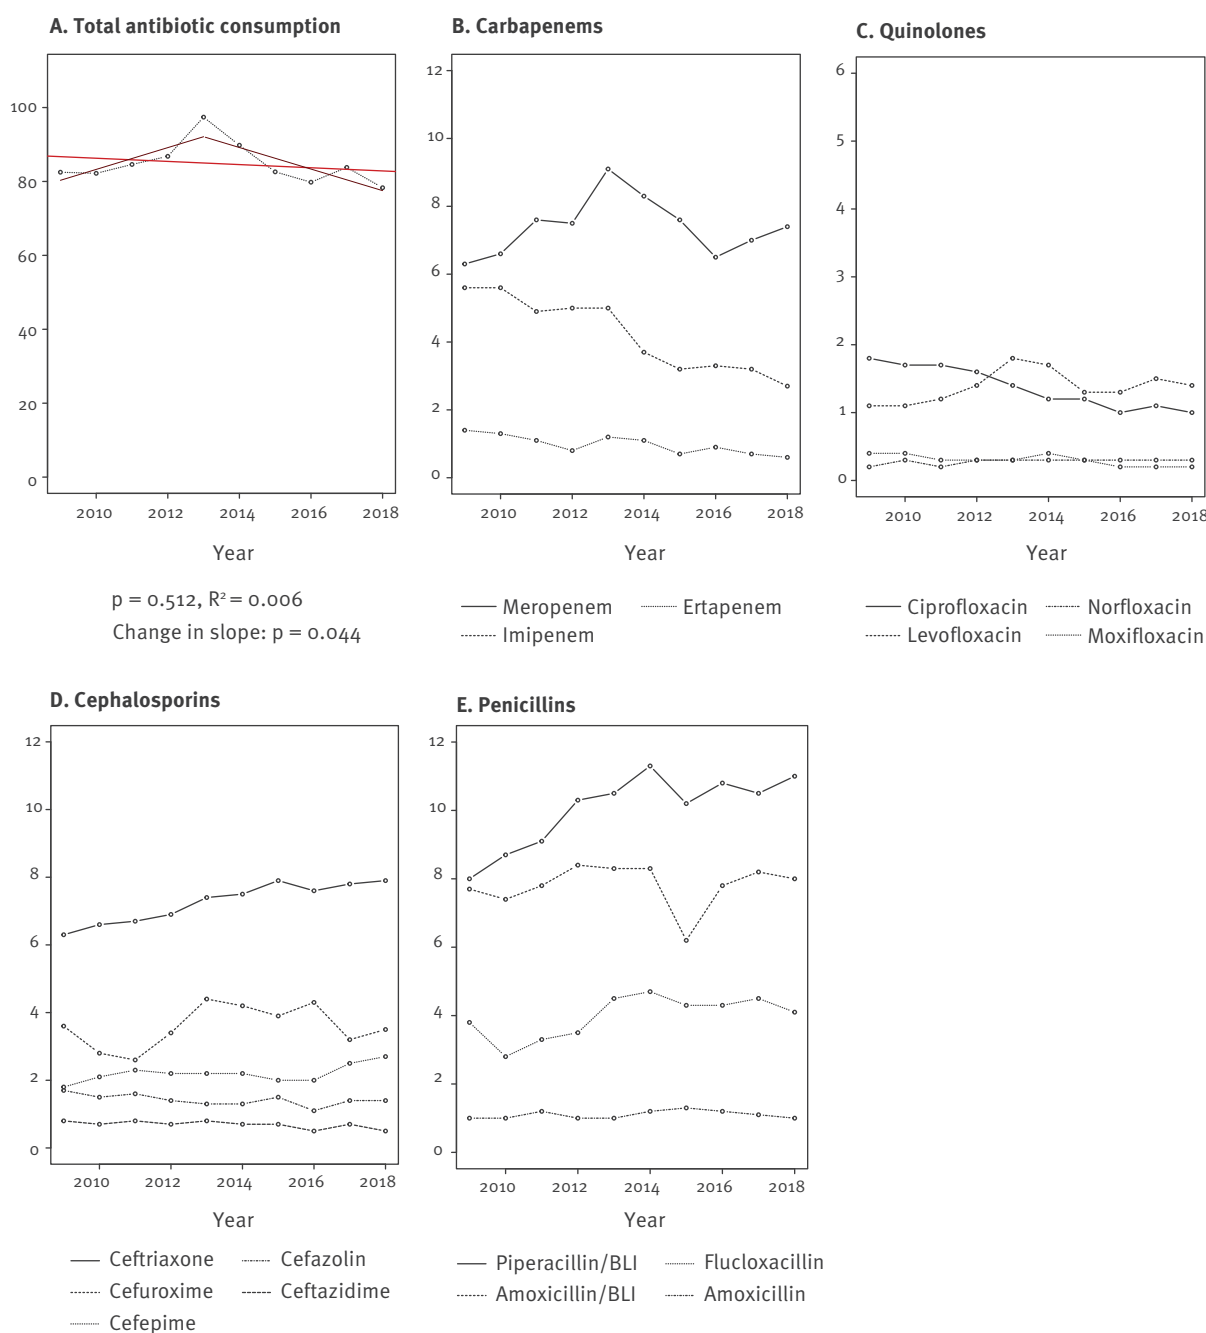 A. Total antibiotic consumption
100
80
60
40
20
0
2010 2012 2014 2016 2018
Year
p = 0.512, R² = 0.006
Change in slope: p = 0.044
B. Carbapenems
12
10
8
6
4
2
0
2010 2012 2014 2016 2018
Year
Meropenem Ertapenem
Imipenem
C. Quinolones
6
5
4
3
2
1
0
2010 2012 2014 2016 2018
Year
Ciprofloxacin Norfloxacin
Levofloxacin Moxifloxacin
D. Cephalosporins
12
10
8
6
4
2
0
2010 2012 2014 2016 2018
Year
Ceftriaxone Cefazolin
Cefuroxime Ceftazidime
Cefepime
E. Penicillins
12
10
8
6
4
2
0
2010 2012 2014 2016 2018
Year
Piperacillin/BLI Flucloxacillin
Amoxicillin/BLI Amoxicillin